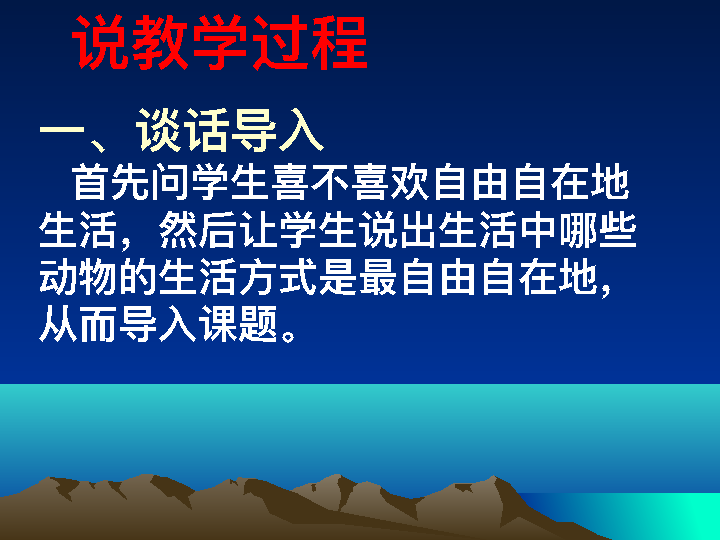 说教学过程
一、谈话导入
首先问学生喜不喜欢自由自在地
生活，然后让学生说出生活中哪些
动物的生活方式是最自由自在地，
从而导入课题。